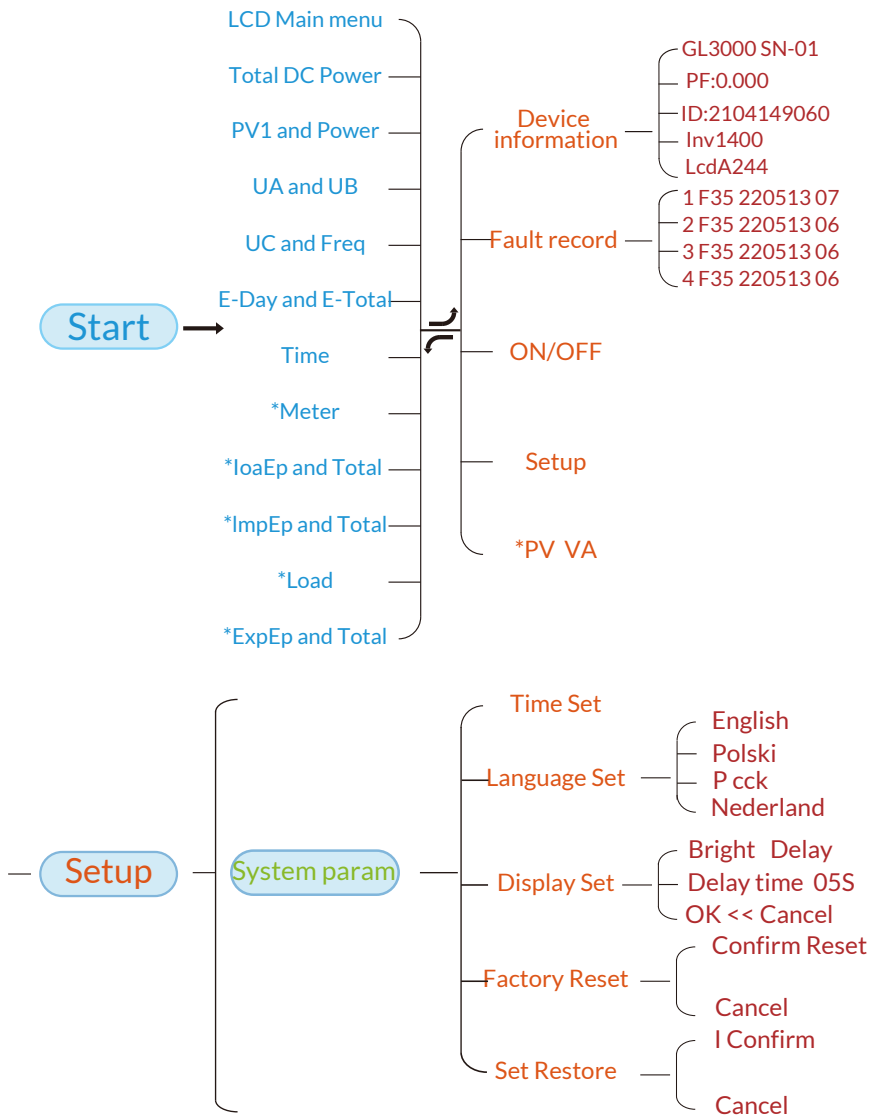 LCD Main menu
Total DC Power
PV1 and Power
UA and UB
UC and Freq
E-Day and E-Total
Start
Time
*Meter
*IoaEp and Total
*ImpEp and Total
*Load
*ExpEp and Total
Device
information
Fault record
ON/OFF
Setup
*PV VA
GL3000 SN-01
PF:0.000
ID:2104149060
Inv1400
LcdA244
1 F35 220513 07
2 F35 220513 06
3 F35 220513 06
4 F35 220513 06
Setup
System param
Time Set
Language Set
Display Set
Factory Reset
Set Restore
English
Polski
P cck
Nederland
Bright Delay
Delay time 05S
OK << Cancel
Confirm Reset
Cancel
I Confirm
Cancel